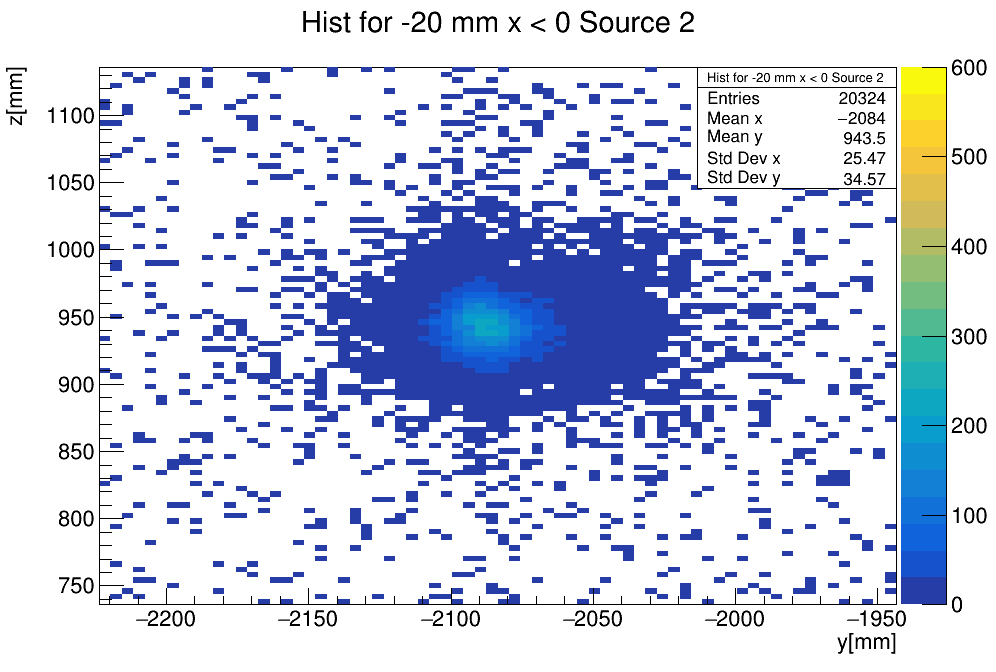 Hist for -20 mm x < 0 Source 2
z[mm]
Hist for -20 mm x < 0 Source 2
Entries 20324
Mean x −2084
Mean y 943.5
Std Dev x 25.47
Std Dev y 34.57
1100
1050
1000
950
900
850
800
750
−2200 −2150 −2100 −2050 −2000 −1950
y[mm]
600
500
400
300
200
100
0